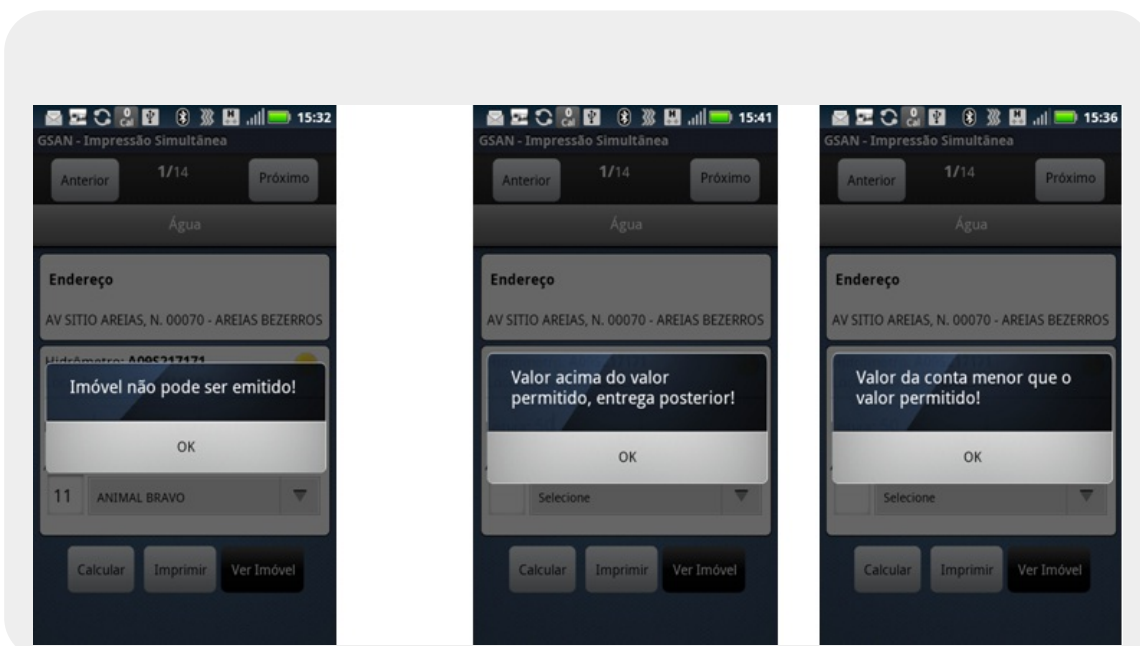 15:32
GSAN - Impressão Simultânea
Anterior 1/14 Próximo
Água
Endereço
AV SITIO AREIAS, N. 00070 - AREIAS BEZERROS
Hidrômetro: A09S217171
Imóvel não pode ser emitido!
OK
11 ANIMAL BRAVO
Calcular Imprimir Ver Imóvel
15:41
GSAN - Impressão Simultânea
Anterior 1/14 Próximo
Água
Endereço
AV SITIO AREIAS, N. 00070 - AREIAS BEZERROS
Valor acima do valor
permitido, entrega posterior!
OK
Selecione
Calcular Imprimir Ver Imóvel
15:36
GSAN - Impressão Simultânea
Anterior 1/14 Próximo
Água
Endereço
AV SITIO AREIAS, N. 00070 - AREIAS BEZERROS
Valor da conta menor que o
valor permitido!
OK
Selecione
Calcular Imprimir Ver Imóvel